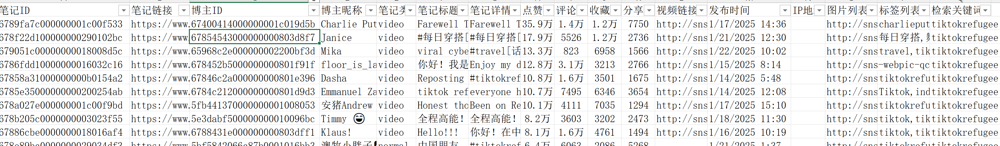 笔记ID 笔记链接 博主ID 博主昵称 笔记类 笔记标题 笔记详情 点赞 评论 收藏 分享 视频链接 发布时间 IP地 图片列表 标签列表 检索关键词
6789fa7c000000001c00f533 https://www. 67400414000000001c019d5b Charlie Put video Farewell T Farewell T 35.9万 1.4万 1.2万 7750 http://sns 1/17/2025 14:36 http://sns charlieput tiktokrefugee
678f22d100000000290102bc https://www. 67854543000000000803d8f7 Janice video #每日穿搭[ #每日穿搭[ 17.9万 5526 1.2万 2736 http://sns 1/21/2025 12:30 http://sns 每日穿搭, tiktokrefugee
679051c00000000018008d5c https://www. 65968c2e000000002200bf3d Mika video viral cybe #travel[话 13.3万 823 6958 1566 http://sns 1/22/2025 10:02 http://sns travel,tik tiktokrefugee
6786fdd10000000016032c16 https://www. 678452b5000000000801f91f floor_is_la video 你好！我是 Enjoy my d 12.8万 3.1万 3213 2766 http://sns 1/15/2025 8:14 http://sns-webpic-qc tiktokrefugee
67858a31000000000b0154a2 https://www. 67846c2a000000000801e396 Dasha video Reposting #tiktokref 10.8万 1.6万 3501 1675 http://sns 1/14/2025 5:48 http://sns tiktokrefu tiktokrefugee
6785e35000000000200254ab https://www. 6784c212000000000801d9d3 Emmanuel Za video tiktok ref everyone h 10.7万 7495 6346 3654 http://sns 1/14/2025 12:08 http://sns Tiktok,ind tiktokrefugee
678a027e000000001c00f9bd https://www. 5fb441370000000001008053 安猪Andrew video Honest tho Been on Re 10.1万 4111 7035 1294 http://sns 1/17/2025 15:10 http://sns tiktokrefu tiktokrefugee
678b205c0000000003023f55 https://www. 5e3dabf500000000010096bc Timmy 😄 video 全程高能！ 全程高能！ 8.2万 3603 3202 2473 http://sns 1/18/2025 11:30 http://sns tiktok,tik tiktokrefugee
67886cbe0000000018016af4 https://www. 6788431e000000000803dff1 Klaus! video Hello!!! 你好！在中 8.1万 1.6万 4761 1494 http://sns 1/16/2025 10:19 http://sns tiktok,tik tiktokrefugee
678e89bc0000000029034df3 https://www. 5bf5842066c87b0001016bb3 澳牧小胖子 normal 中国朋友 #tiktokref 6.4万 6063 2086 5268 1/21/2025 1:37 http://sns tiktokrefu tiktokrefugee